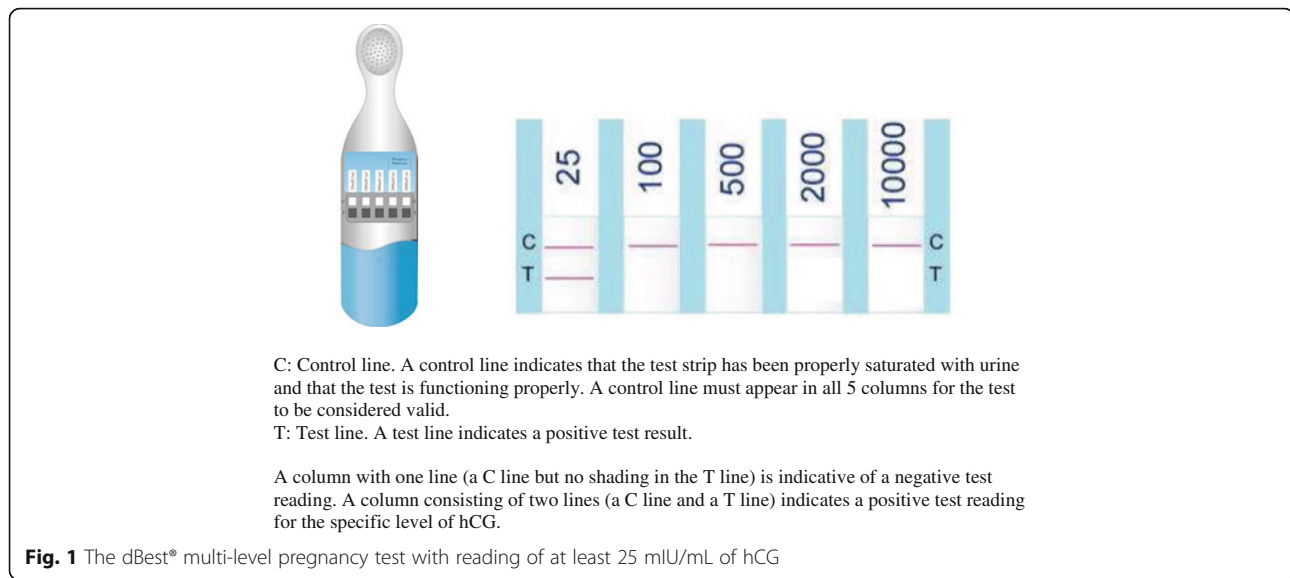 25
100
500
2000
10000
C
C
T
T
C: Control line. A control line indicates that the test strip has been properly saturated with urine
and that the test is functioning properly. A control line must appear in all 5 columns for the test
to be considered valid.
T: Test line. A test line indicates a positive test result.
A column with one line (a C line but no shading in the T line) is indicative of a negative test
reading. A column consisting of two lines (a C line and a T line) indicates a positive test reading
for the specific level of hCG.
Fig. 1 The dBest® multi-level pregnancy test with reading of at least 25 mIU/mL of hCG